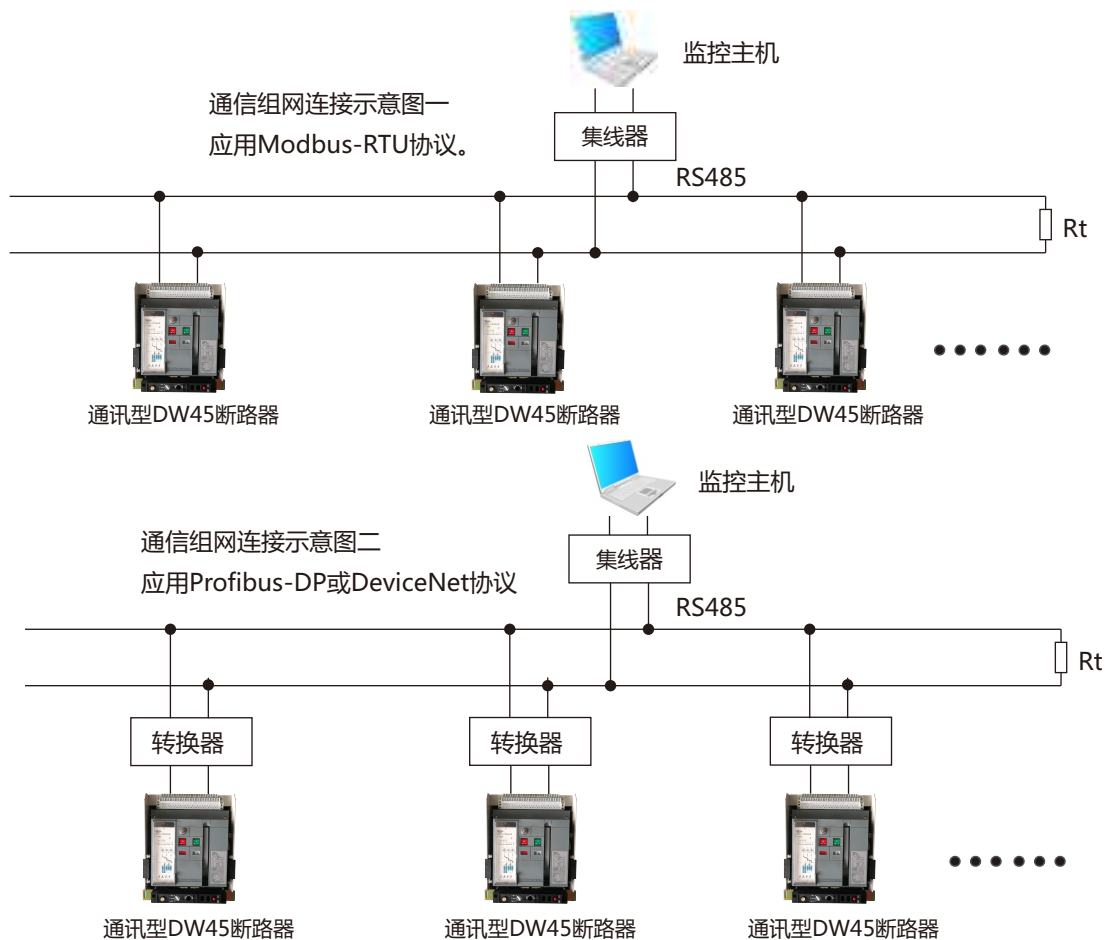 监控主机
通信组网连接示意图一
应用Modbus-RTU协议。
集线器
RS485
Rt
通讯型DW45断路器
通讯型DW45断路器
通讯型DW45断路器
监控主机
通信组网连接示意图二
应用Profibus-DP或DeviceNet协议
集线器
RS485
Rt
转换器
转换器
转换器
通讯型DW45断路器
通讯型DW45断路器
通讯型DW45断路器